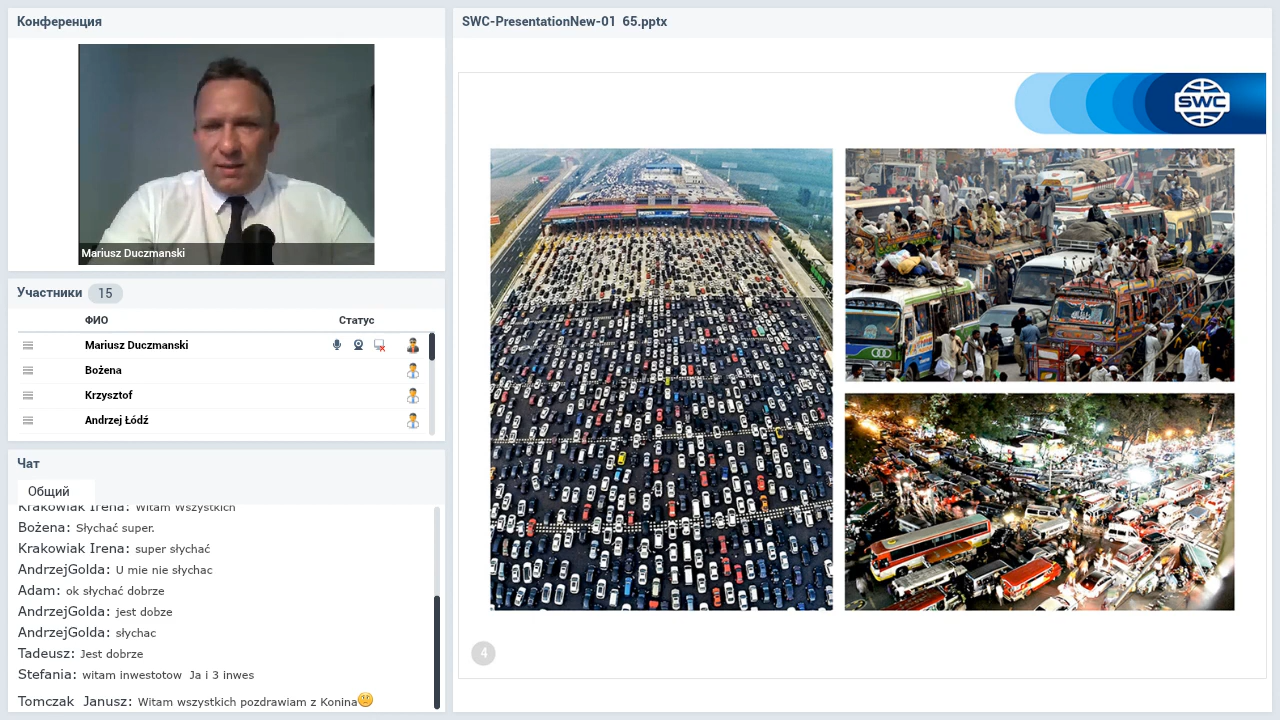 Конференция
Mariusz Duczmanski
Участники 15
ФИО Статус
Mariusz Duczmanski
Bożena
Krzysztof
Andrzej Łódź
Чат
Общий
Krakowiak Irena: Witam Wszystkich
Bożena: Słychać super.
Krakowiak Irena: super słychać
AndrzejGolda: U mie nie słychac
Adam: ok słychać dobrze
AndrzejGolda: jest dobze
AndrzejGolda: słychac
Tadeusz: Jest dobrze
Stefania: witam inwestotow Ja i 3 inwes
Tomczak Janusz: Witam wszystkich pozdrawiam z Konina
SWC-PresentationNew-01 65.pptx
SWC
4